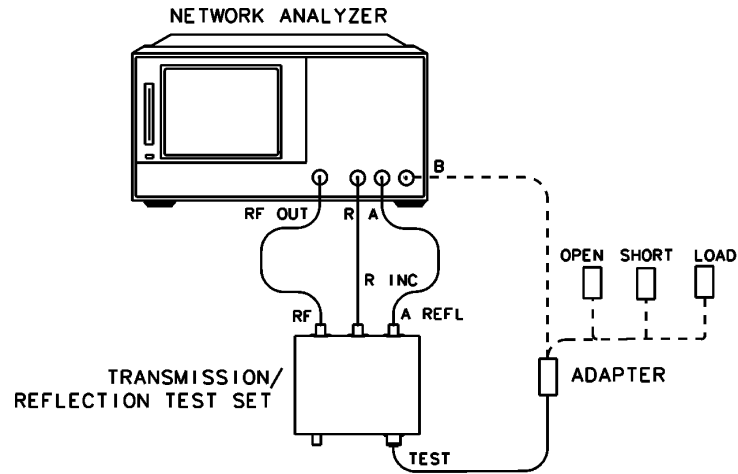 NETWORK ANALYZER
B
RF OUT
R
A
OPEN
SHORT
LOAD
R INC
RF
A REFL
TRANSMISSION/
REFLECTION TEST SET
ADAPTER
TEST